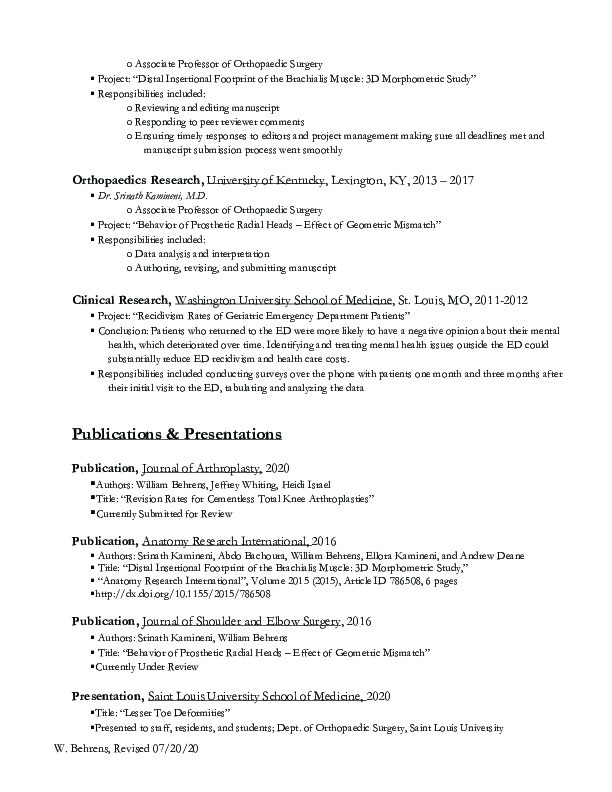 o Associate Professor of Orthopaedic Surgery
▪ Project: “Distal Insertional Footprint of the Brachialis Muscle: 3D Morphometric Study”
▪ Responsibilities included:
o Reviewing and editing manuscript
o Responding to peer reviewer comments
o Ensuring timely responses to editors and project management making sure all deadlines met and
manuscript submission process went smoothly
Orthopaedics Research, University of Kentucky, Lexington, KY, 2013 – 2017
▪ Dr. Srinath Kamineni, M.D.
o Associate Professor of Orthopaedic Surgery
▪ Project: “Behavior of Prosthetic Radial Heads – Effect of Geometric Mismatch”
▪ Responsibilities included:
o Data analysis and interpretation
o Authoring, revising, and submitting manuscript
Clinical Research, Washington University School of Medicine, St. Louis, MO, 2011-2012
▪ Project: “Recidivism Rates of Geriatric Emergency Department Patients”
▪ Conclusion: Patients who returned to the ED were more likely to have a negative opinion about their mental
health, which deteriorated over time. Identifying and treating mental health issues outside the ED could
substantially reduce ED recidivism and health care costs.
▪ Responsibilities included conducting surveys over the phone with patients one month and three months after
their initial visit to the ED, tabulating and analyzing the data
Publications & Presentations
Publication, Journal of Arthroplasty, 2020
▪Authors: William Behrens, Jeffrey Whiting, Heidi Israel
▪Title: “Revision Rates for Cementless Total Knee Arthroplasties”
▪Currently Submitted for Review
Publication, Anatomy Research International, 2016
▪ Authors: Srinath Kamineni, Abdo Bachoura, William Behrens, Ellora Kamineni, and Andrew Deane
▪ Title: “Distal Insertional Footprint of the Brachialis Muscle: 3D Morphometric Study,”
▪ “Anatomy Research International”, Volume 2015 (2015), Article ID 786508, 6 pages
▪http://dx.doi.org/10.1155/2015/786508
Publication, Journal of Shoulder and Elbow Surgery, 2016
▪ Authors: Srinath Kamineni, William Behrens
▪ Title: “Behavior of Prosthetic Radial Heads – Effect of Geometric Mismatch”
▪Currently Under Review
Presentation, Saint Louis University School of Medicine, 2020
▪Title: “Lesser Toe Deformities”
▪Presented to staff, residents, and students; Dept. of Orthopaedic Surgery, Saint Louis University
W. Behrens, Revised 07/20/20